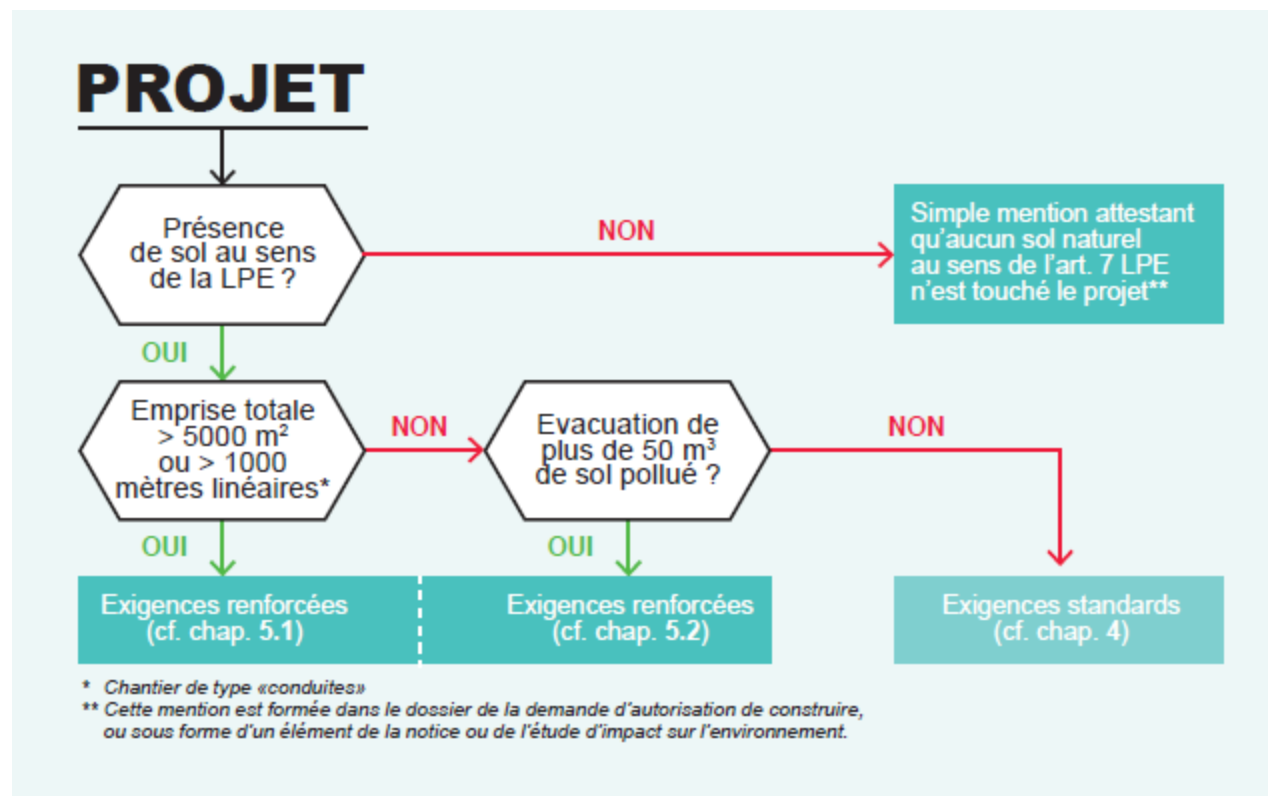 PROJET
Présence
de sol au sens
de la LPE ?
NON
Simple mention attestant
qu'aucun sol naturel
au sens de l'art. 7 LPE
n'est touché le projet**
OUI
Emprise totale
> 5000 m²
ou > 1000
mètres linéaires*
NON
Evacuation de
plus de 50 m³
de sol pollué ?
NON
OUI
OUI
Exigences renforcées
(cf. chap. 5.1)
Exigences renforcées
(cf. chap. 5.2)
Exigences standards
(cf. chap. 4)
* Chantier de type «conduites»
** Cette mention est formée dans le dossier de la demande d'autorisation de construire,
ou sous forme d'un élément de la notice ou de l'étude d'impact sur l'environnement.